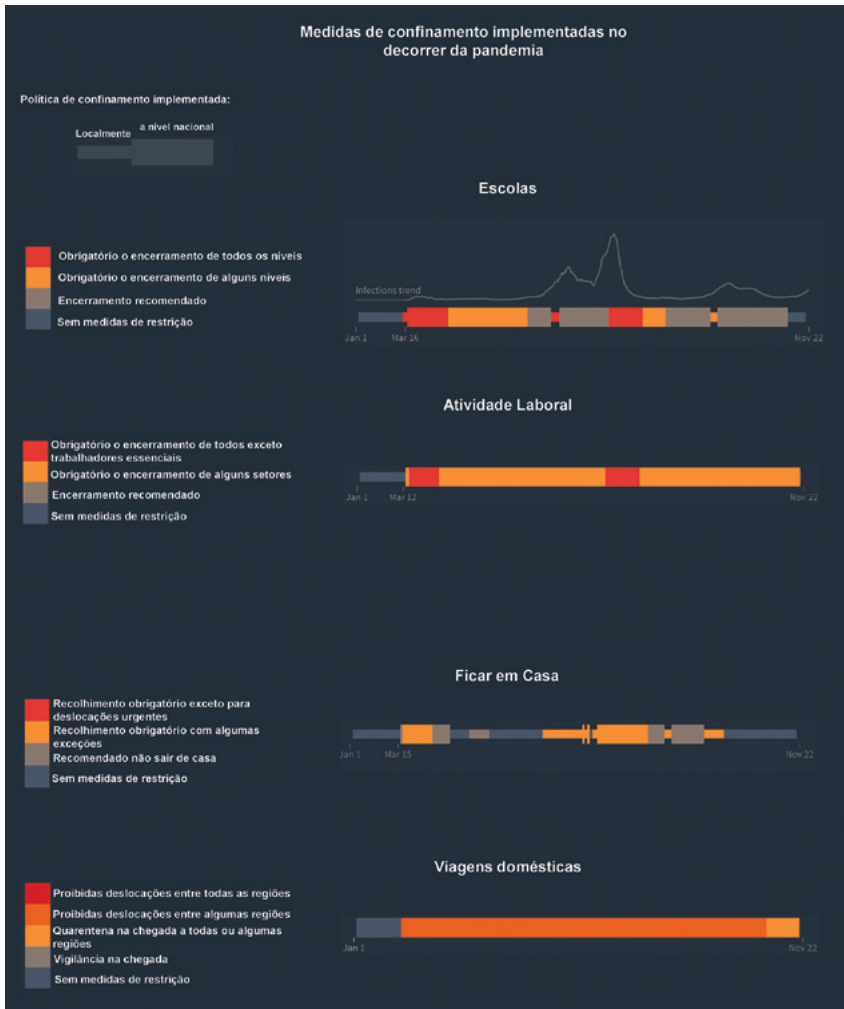 Medidas de confinamento implementadas no
decorrer da pandemia
Política de confinamento implementada:
Localmente
a nivel nacional
Escolas
Obrigatório o encerramento de todos os niveis
Obrigatório o encerramento de alguns niveis
Encerramento recomendado
Sem medidas de restrição
Infections trend
Jan 1
Mar 16
Nov 22
Atividade Laboral
Obrigatório o encerramento de todos exceto
trabalhadores essenciais
Obrigatório o encerramento de alguns setores
Encerramento recomendado
Sem medidas de restrição
Jan 1
Mar 12
Nov 22
Ficar em Casa
Recolhimento obrigatório exceto para
deslocações urgentes
Recolhimento obrigatório com algumas
exceções
Recomendado não sair de casa
Sem medidas de restrição
Jan 1
Mar 15
Nov 22
Viagens domésticas
Proibidas deslocações entre todas as regiões
Proibidas deslocações entre algumas regiões
Quarentena na chegada a todas ou algumas
regiões
Vigilância na chegada
Sem medidas de restrição
Jan 1
Nov 22